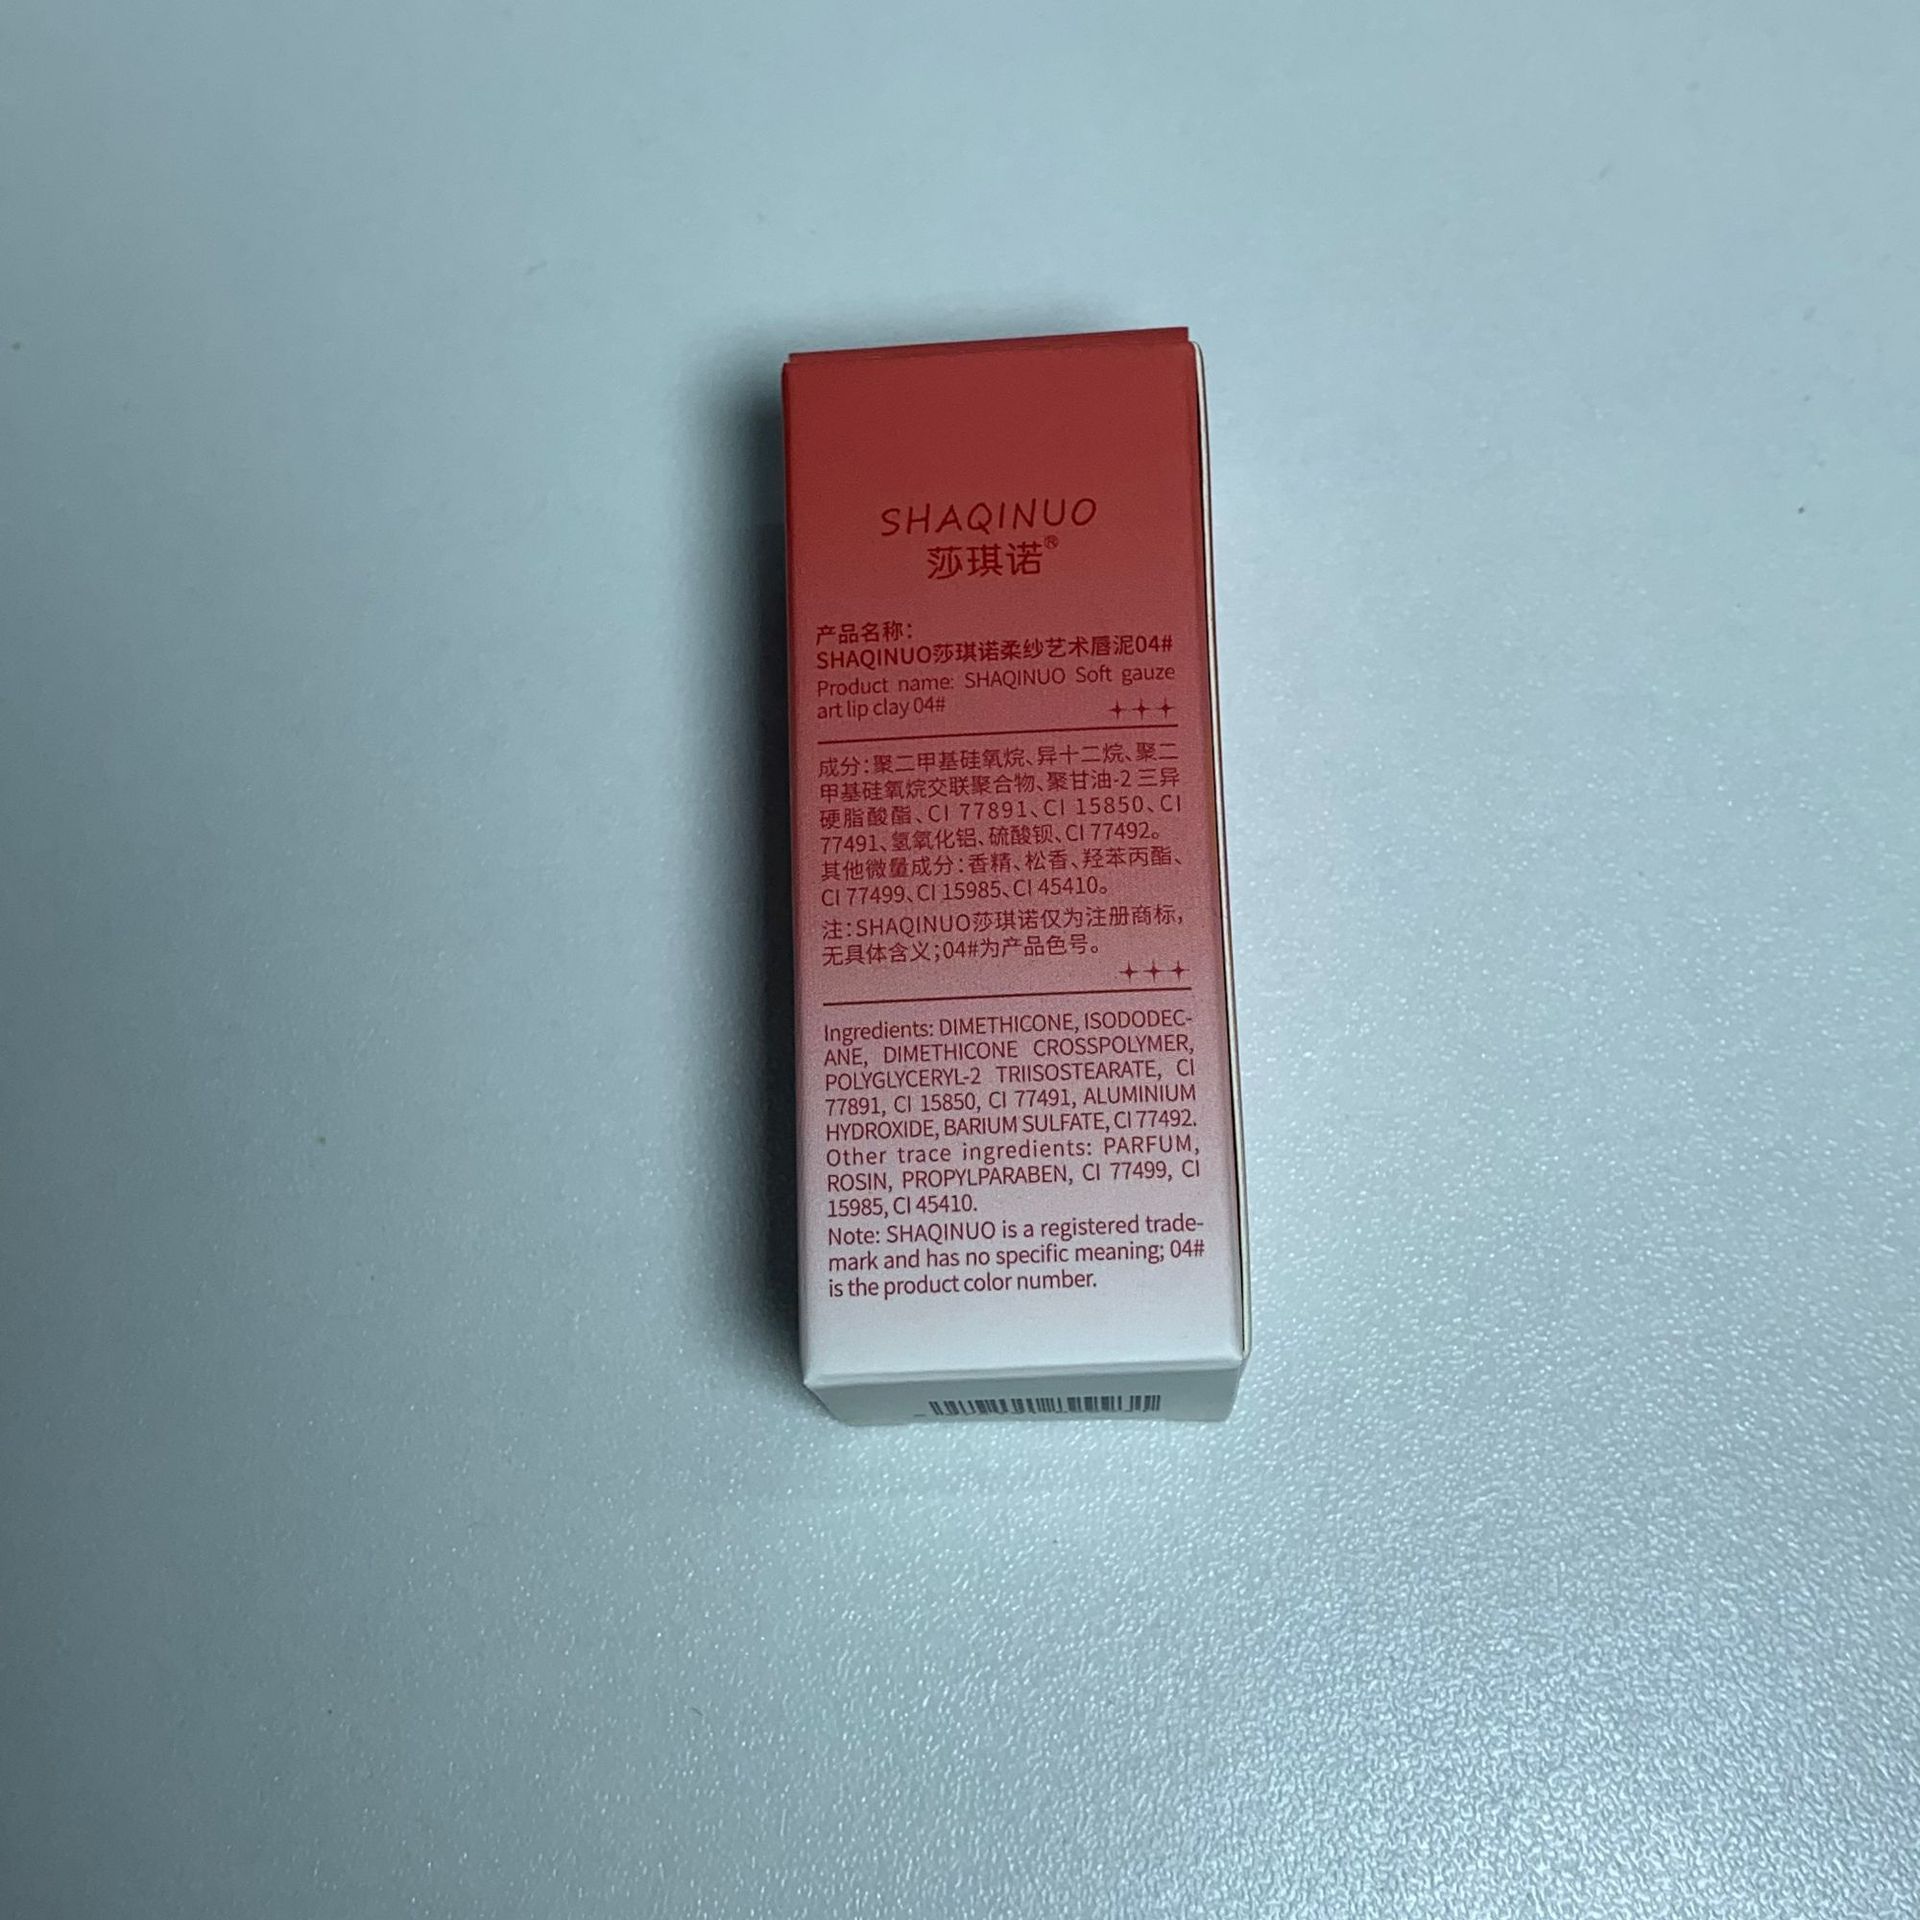 SHAQINUO
莎琪诺®
产品名称：
SHAQINUO莎琪诺柔纱艺术唇泥04#
Product name: SHAQINUO Soft gauze
art lip clay 04#
成分：聚二甲基硅氧烷、异十二烷、聚二
甲基硅氧烷交联聚合物、聚甘油-2 三异
硬脂酸酯、CI 77891、CI 15850、CI
77491、氢氧化铝、硫酸钡、CI 77492。
其他微量成分：香精、松香、羟苯丙酯、
CI 77499、CI 15985、CI 45410。
注：SHAQINUO莎琪诺仅为注册商标，
无具体含义；04#为产品色号。
Ingredients: DIMETHICONE, ISODODEC-
ANE, DIMETHICONE CROSSPOLYMER,
POLYGLYCERYL-2 TRIISOSTEARATE, CI
77891, CI 15850, CI 77491, ALUMINIUM
HYDROXIDE, BARIUM SULFATE, CI 77492.
Other trace ingredients: PARFUM,
ROSIN, PROPYLPARABEN, CI 77499, CI
15985, CI 45410.
Note: SHAQINUO is a registered trade-
mark and has no specific meaning; 04#
is the product color number.